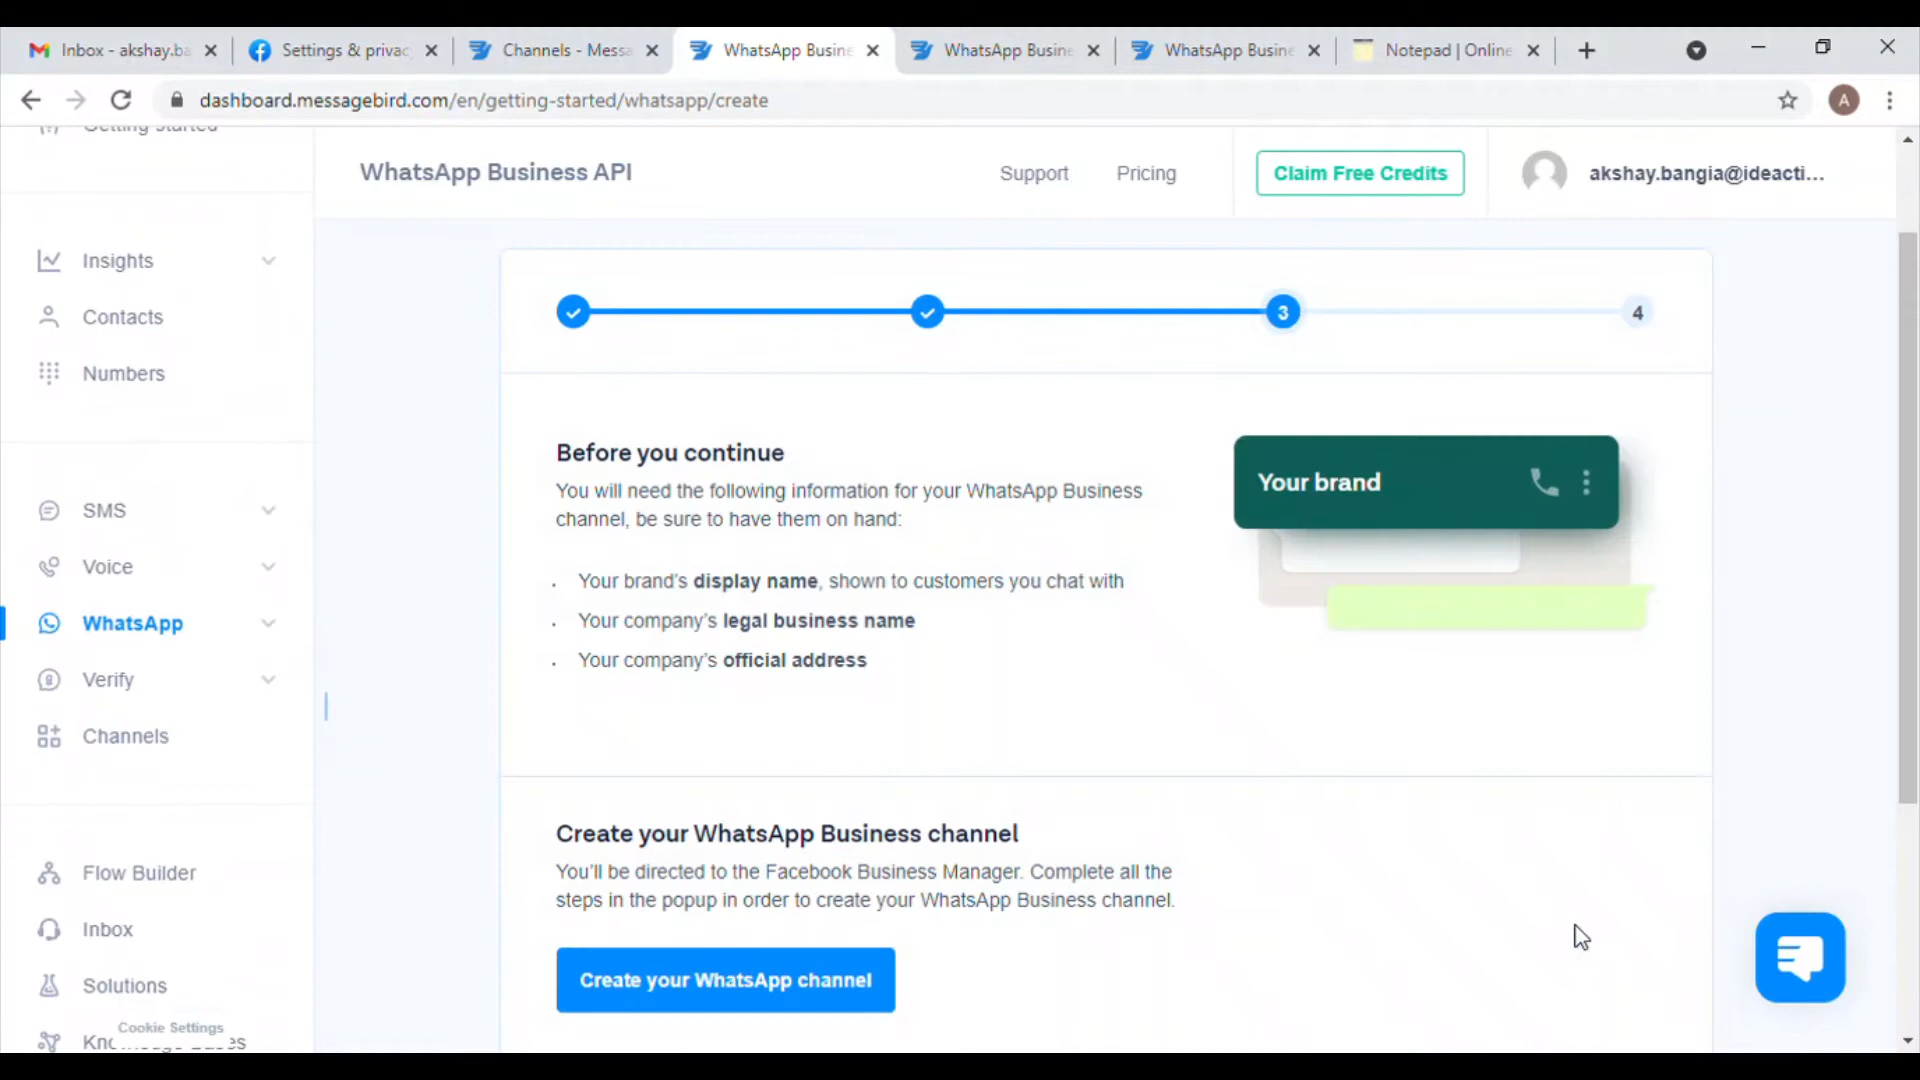 Inbox - akshay.ba
Settings & privac
Channels - Messa
WhatsApp Busine
WhatsApp Busine
WhatsApp Busine
Notepad | Online
dashboard.messagebird.com/en/getting-started/whatsapp/create
A
Getting started
WhatsApp Business API
Support
Pricing
Claim Free Credits
akshay.bangia@ideacti...
Insights
Contacts
Numbers
SMS
Voice
WhatsApp
Verify
Channels
Flow Builder
Inbox
Solutions
Cookie Settings
3
4
Before you continue
You will need the following information for your WhatsApp Business
channel, be sure to have them on hand:
Your brand's display name, shown to customers you chat with
Your company's legal business name
Your company's official address
Your brand
Create your WhatsApp Business channel
You'll be directed to the Facebook Business Manager. Complete all the
steps in the popup in order to create your WhatsApp Business channel.
Create your WhatsApp channel